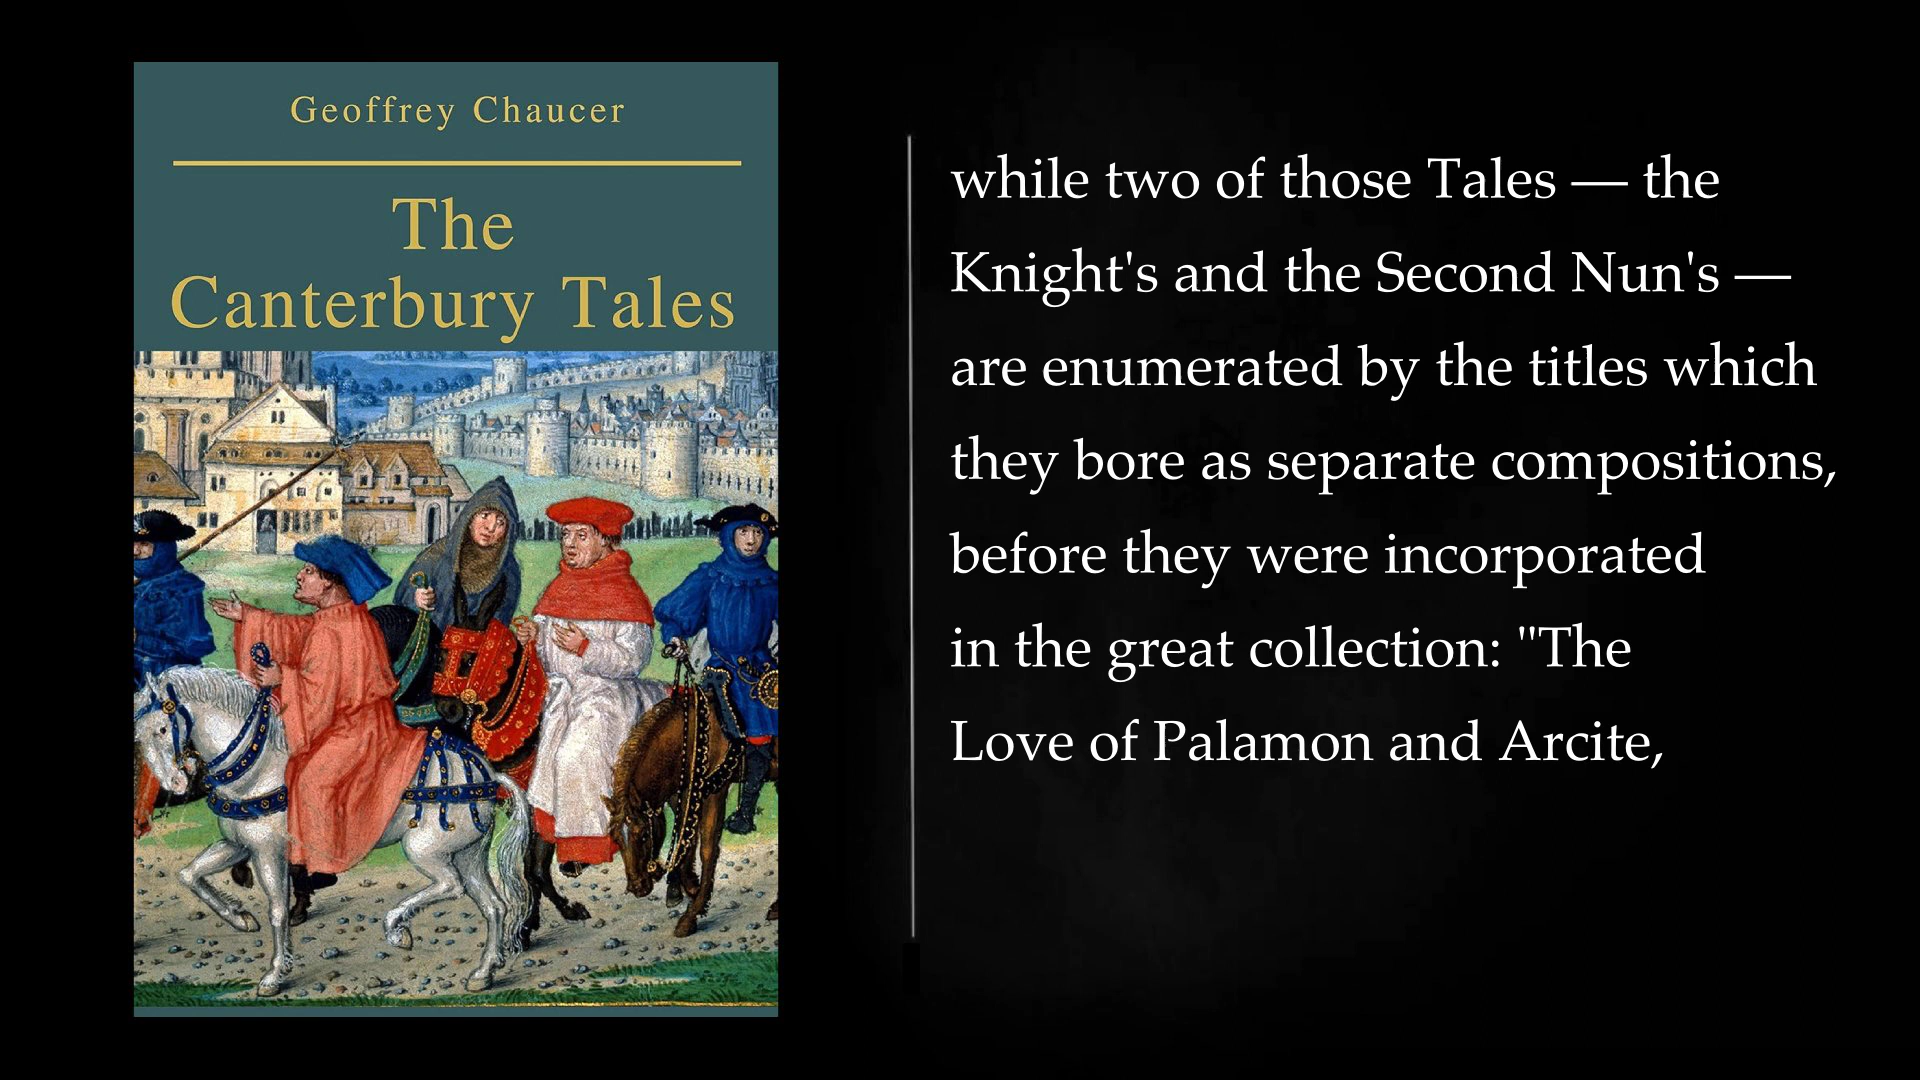 Geoffrey Chaucer
The
Canterbury Tales
while two of those Tales — the
Knight's and the Second Nun's —
are enumerated by the titles which
they bore as separate compositions,
before they were incorporated
in the great collection: "The
Love of Palamon and Arcite,